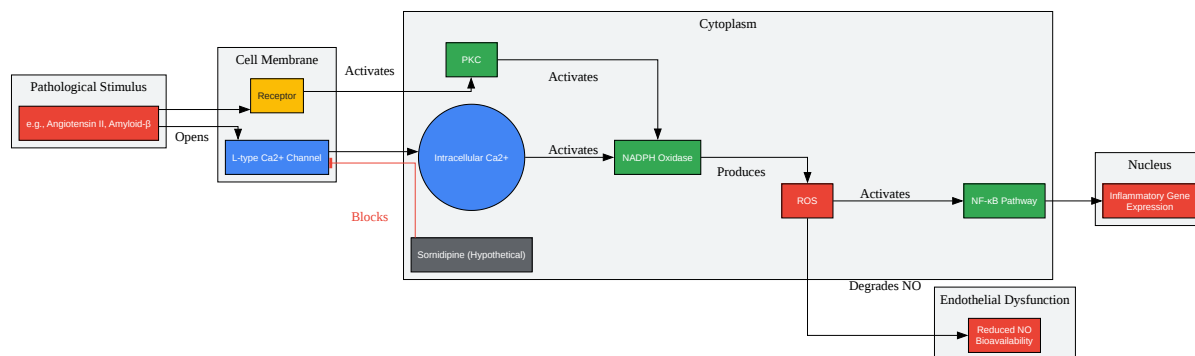 Cytoplasm
Cell Membrane
PKC
Activates
Activates
Pathological Stimulus
Receptor
e.g., Angiotensin II, Amyloid-β
Opens
L-type Ca2+ Channel
Intracellular Ca2+
Activates
NADPH Oxidase
Produces
Nucleus
ROS
Activates
NF-κB Pathway
Inflammatory Gene
Expression
Blocks
Sornidipine (Hypothetical)
Degrades NO
Endothelial Dysfunction
Reduced NO
Bioavailability